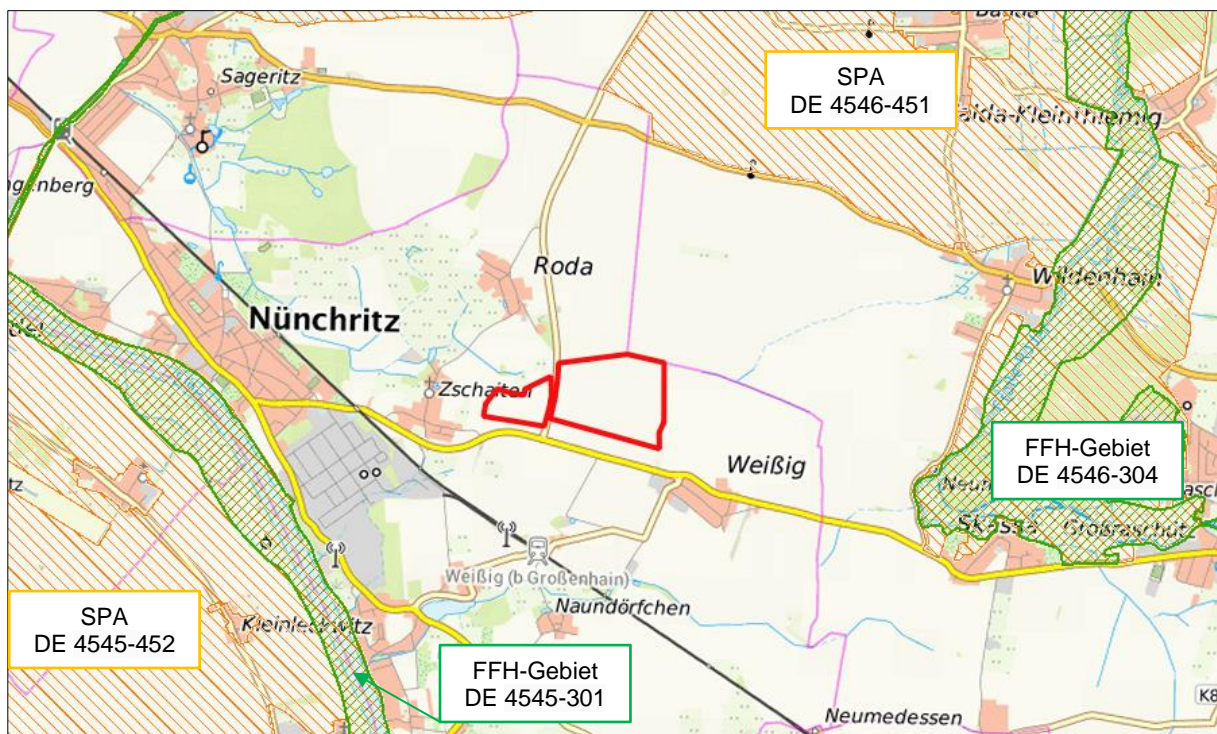 Sageritz
SPA
DE 4546-451
Roda
Wildenhain
Nünchritz
Zschaiten
Weißig
FFH-Gebiet
DE 4546-304
Skassa
Großraschütz
Weißig (b Großenhain)
Naundörfchen
SPA
DE 4545-452
Kleinleckwitz
FFH-Gebiet
DE 4545-301
K8
Neumedessen